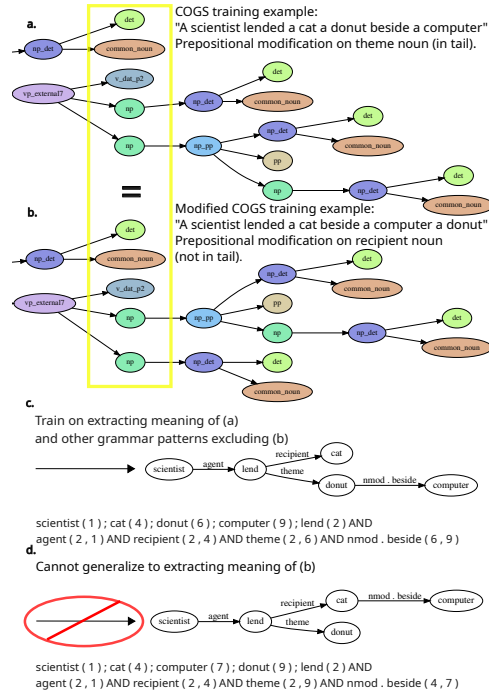 a.
COGS training example:
"A scientist lended a cat a donut beside a computer"
Prepositional modification on theme noun (in tail).
det
np_det
common_noun
v_dat_p2
det
vp_external7
np
np_det
common_noun
det
np_det
np
np_pp
common_noun
pp
det
np
np_det
common_noun
=
b.
Modified COGS training example:
"A scientist lended a cat beside a computer a donut"
Prepositional modification on recipient noun
(not in tail).
det
np_det
common_noun
det
np_det
v_dat_p2
common_noun
vp_external7
pp
np
np_pp
det
np
np_det
common_noun
np
np_det
det
common_noun
c.
Train on extracting meaning of (a)
and other grammar patterns excluding (b)
cat
recipient
scientist
agent
lend
theme
donut
nmod . beside
computer
scientist ( 1 ) ; cat ( 4 ) ; donut ( 6 ) ; computer ( 9 ) ; lend ( 2 ) AND
agent ( 2 , 1 ) AND recipient ( 2 , 4 ) AND theme ( 2 , 6 ) AND nmod . beside ( 6 , 9 )
d.
Cannot generalize to extracting meaning of (b)
cat
nmod . beside
computer
recipient
scientist
agent
lend
theme
donut
scientist ( 1 ) ; cat ( 4 ) ; computer ( 7 ) ; donut ( 9 ) ; lend ( 2 ) AND
agent ( 2 , 1 ) AND recipient ( 2 , 4 ) AND theme ( 2 , 9 ) AND nmod . beside ( 4 , 7 )